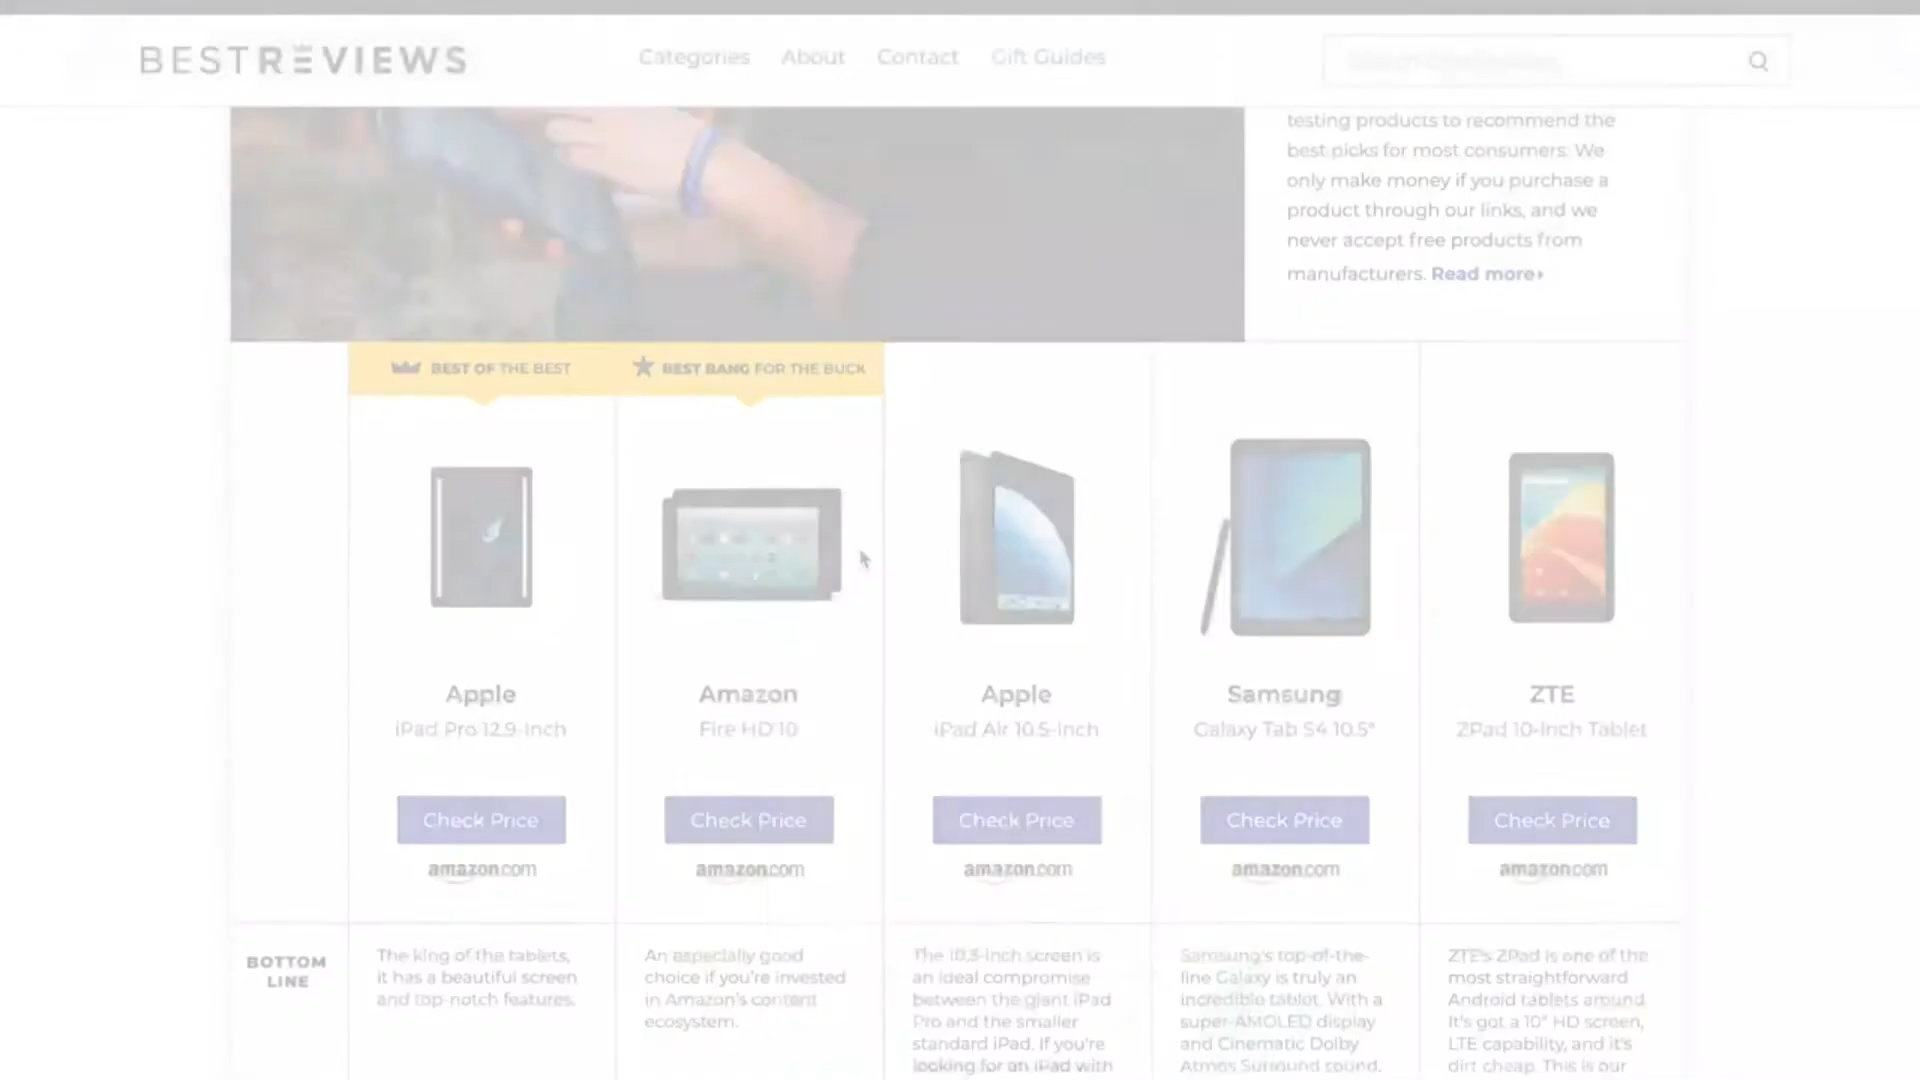 BESTREVIEWS
Categories About Contact Gift Guides
testing products to recommend the
best picks for most consumers. We
only make money if you purchase a
product through our links, and we
never accept free products from
manufacturers. Read more
BEST OF THE BEST
BEST BANG FOR THE BUCK
Apple
iPad Pro 12.9-Inch
Check Price
amazon.com
Amazon
Fire HD 10
Check Price
amazon.com
Apple
iPad Air 10.5-Inch
Check Price
amazon.com
Samsung
Galaxy Tab S4 10.5"
Check Price
amazon.com
ZTE
ZPad 10-Inch Tablet
Check Price
amazon.com
BOTTOM
LINE
The king of the tablets,
it has a beautiful screen
and top-notch features.
An especially good
choice if you're invested
in Amazon's content
ecosystem.
The 10.5-inch screen is
an ideal compromise
between the giant iPad
Pro and the smaller
standard iPad. If you're
looking for an iPad with
Samsung's top-of-the-
line Galaxy is truly an
incredible tablet. With a
super-AMOLED display
and Cinematic Dolby
Atmos Surround sound,
ZTE's ZPad is one of the
most straightforward
Android tablets around.
It's got a 10" HD screen,
LTE capability, and it's
dirt cheap. This is our